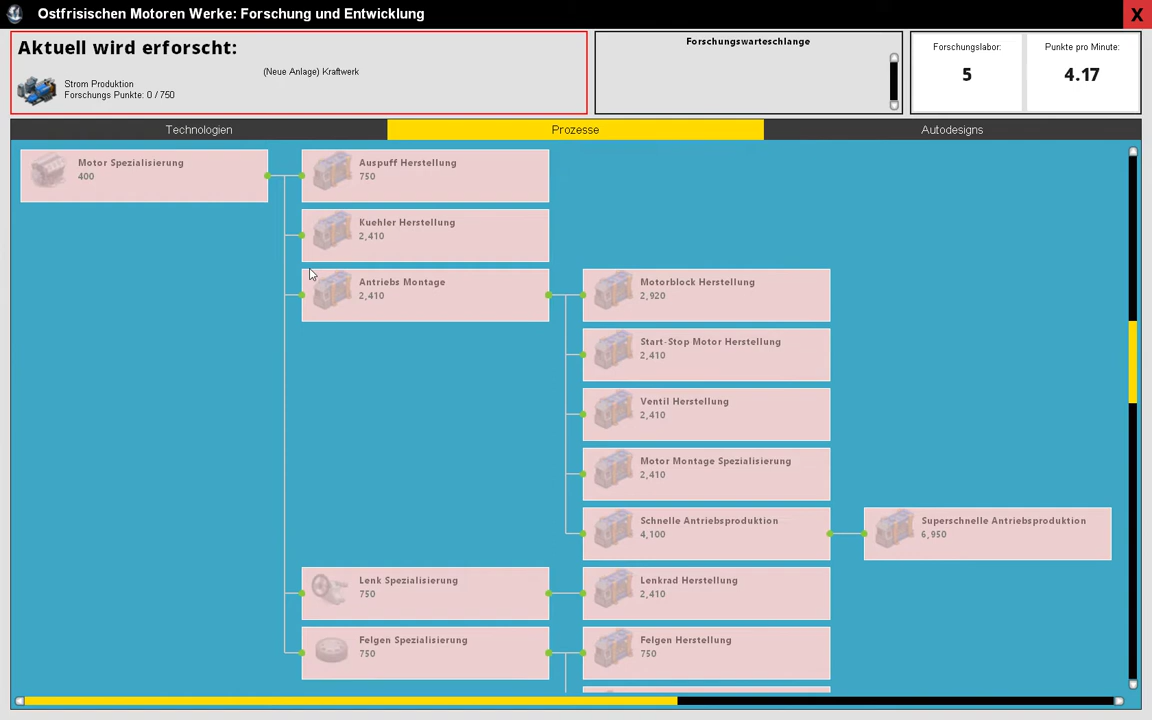 Ostfrisischen Motoren Werke: Forschung und Entwicklung
X
Aktuell wird erforscht:
(Neue Anlage) Kraftwerk
Strom Produktion
Forschungs Punkte: 0 / 750
Forschungswarteschlange
Forschungslabor:
5
Punkte pro Minute:
4.17
Technologien
Prozesse
Autodesigns
Motor Spezialisierung
400
Auspuff Herstellung
750
Kuehler Herstellung
2,410
Antriebs Montage
2,410
Motorblock Herstellung
2,920
Start-Stop Motor Herstellung
2,410
Ventil Herstellung
2,410
Motor Montage Spezialisierung
2,410
Schnelle Antriebsproduktion
4,100
Superschnelle Antriebsproduktion
6,950
Lenk Spezialisierung
750
Lenkrad Herstellung
2,410
Felgen Spezialisierung
750
Felgen Herstellung
750